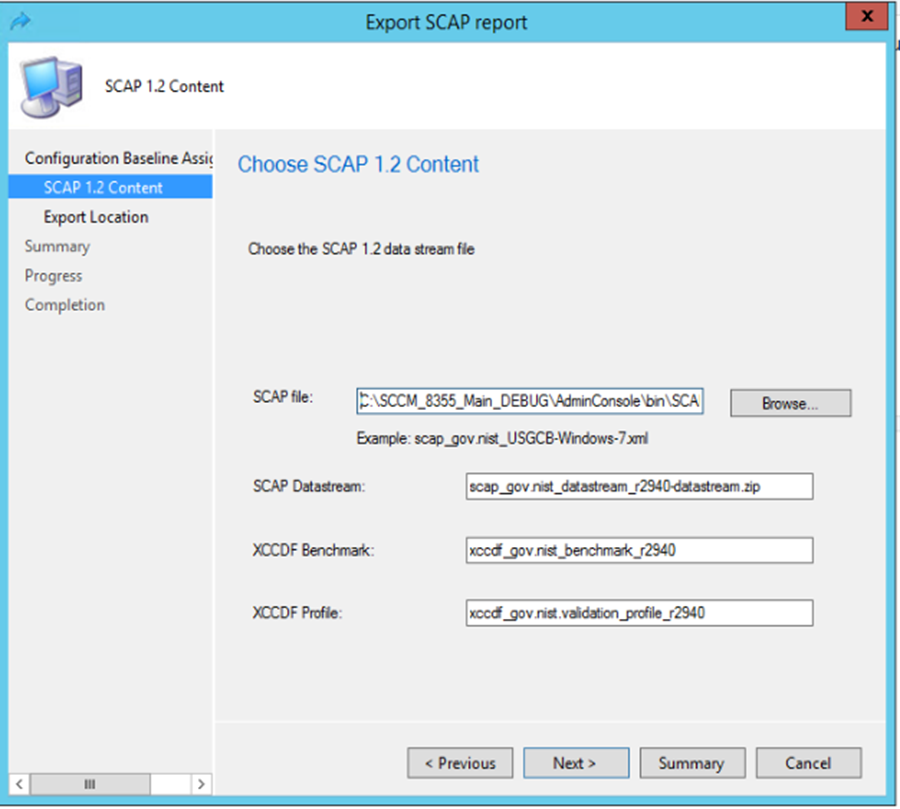 Export SCAP report
x
SCAP 1.2 Content
Configuration Baseline Assig
SCAP 1.2 Content
Export Location
Summary
Progress
Completion
Choose SCAP 1.2 Content
Choose the SCAP 1.2 data stream file
SCAP file:
C:\SCCM_8355_Main_DEBUG\AdminConsole\bin\SCA
Browse...
Example: scap_gov.nist_USGCB-Windows-7.xml
SCAP Datastream:
scap_gov.nist_datastream_r2940-datastream.zip
XCCDF Benchmark:
xccdf_gov.nist_benchmark_r2940
XCCDF Profile:
xccdf_gov.nist.validation_profile_r2940
< Previous
Next >
Summary
Cancel